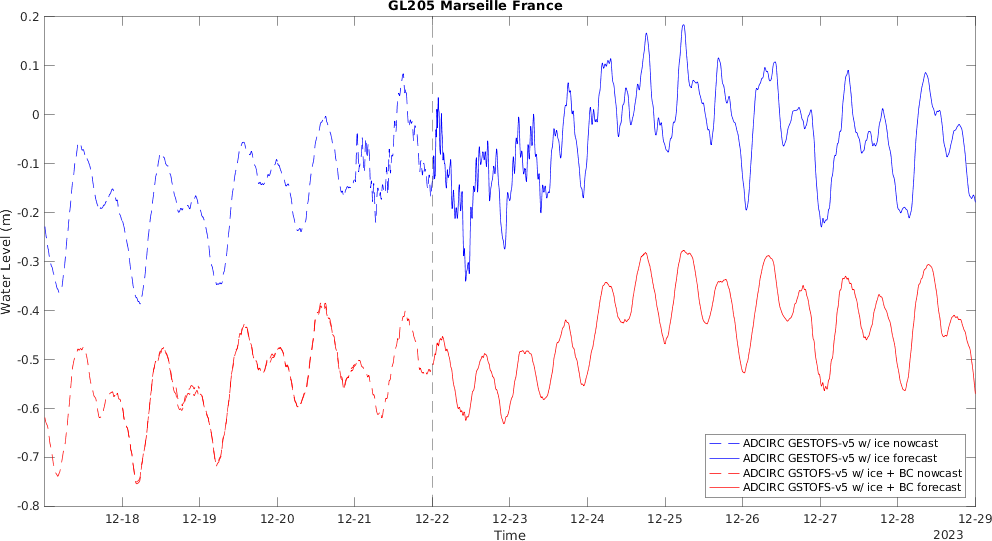 GL205 Marseille France
0.2
0.1
0
-0.1
-0.2
-0.3
-0.4
-0.5
-0.6
-0.7
-0.8
Water Level (m)
ADCIRC GESTOFS-v5 w/ ice nowcast
ADCIRC GESTOFS-v5 w/ ice forecast
ADCIRC GSTOFS-v5 w/ ice + BC nowcast
ADCIRC GSTOFS-v5 w/ ice + BC forecast
12-18 12-19 12-20 12-21 12-22 12-23 12-24 12-25 12-26 12-27 12-28 12-29
Time
2023